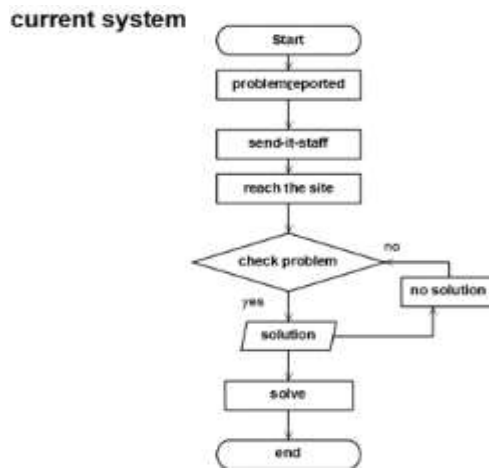 current system
Start
problem reported
send-it-staff
reach the site
check problem
no
no solution
yes
solution
solve
end